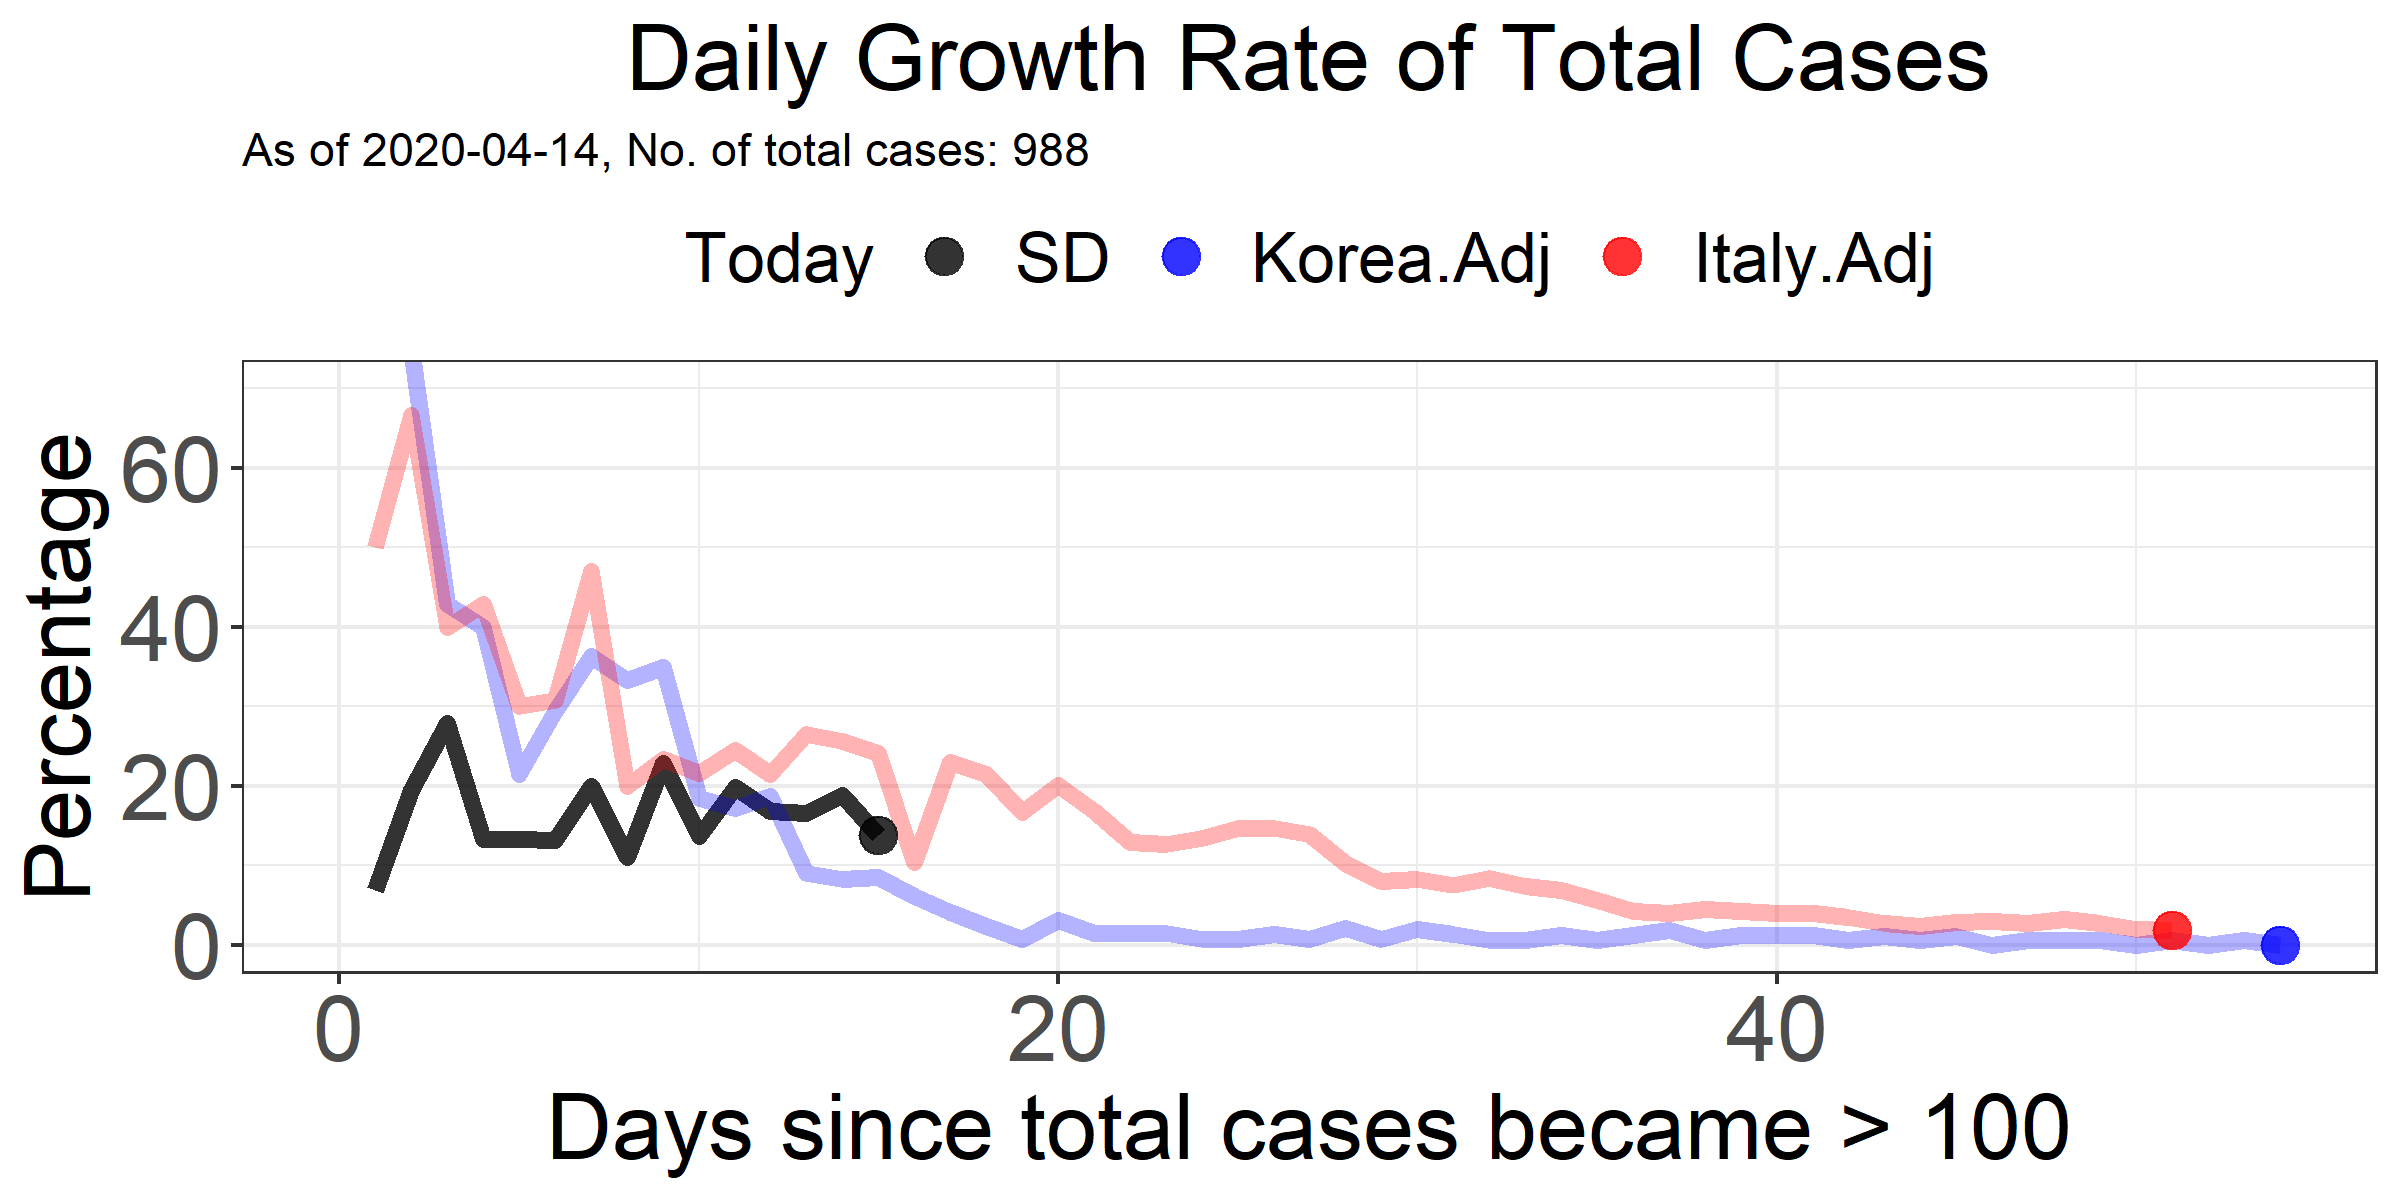 Daily Growth Rate of Total Cases
As of 2020-04-14, No. of total cases: 988
Today SD Korea.Adj Italy.Adj
Percentage
60
40
20
0
0 20 40
Days since total cases became > 100